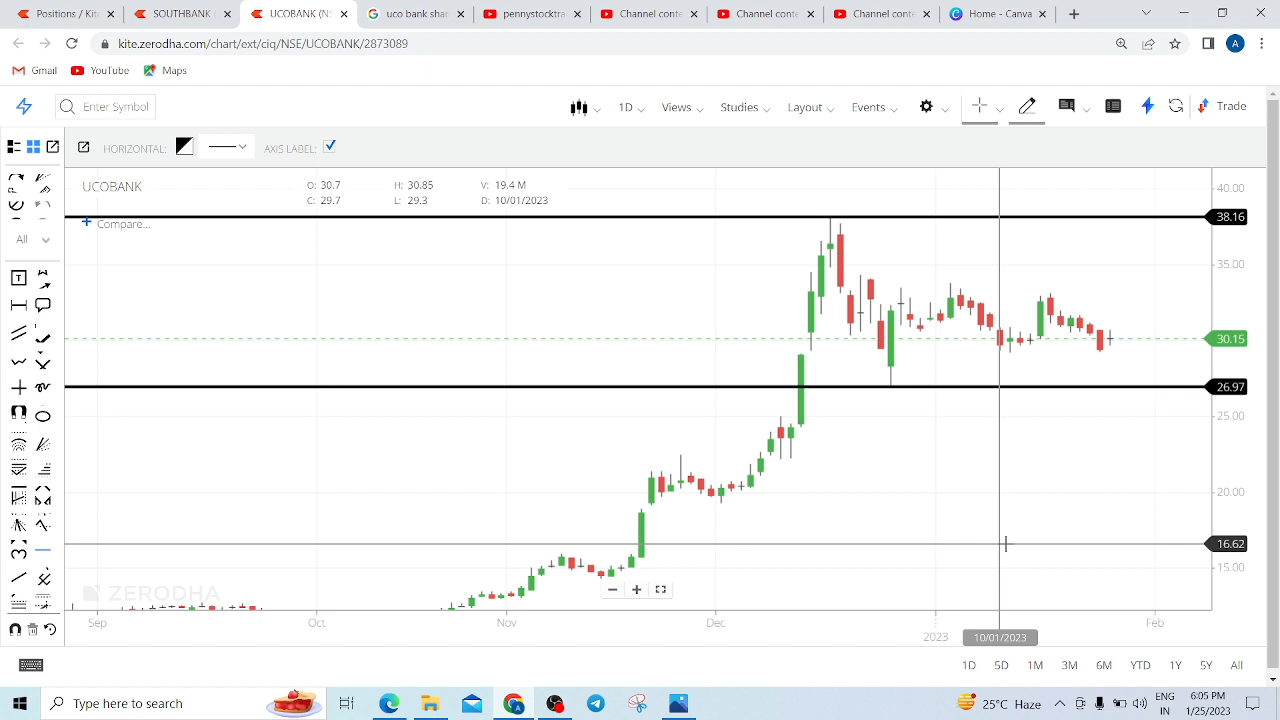 Positions / Kite
SOUTHBANK (
UCOBANK (NS
uco bank sha
pennystocktra
Channel conte
Channel conte
Channel conte
Home - Canva
kite.zerodha.com/chart/ext/ciq/NSE/UCOBANK/2873089
A
Gmail
YouTube
Maps
Enter Symbol
1D
Views
Studies
Layout
Events
Trade
HORIZONTAL:
AXIS LABEL:
UCOBANK
O: 30.7
H: 30.85
V: 19.4 M
C: 29.7
L: 29.3
D: 10/01/2023
Compare...
All
T
40.00
38.16
35.00
30.15
26.97
25.00
20.00
16.62
15.00
ZERODHA
Sep
Oct
Nov
Dec
2023
10/01/2023
Feb
1D
5D
1M
3M
6M
YTD
1Y
5Y
All
Type here to search
25°C Haze
ENG
IN
6:05 PM
1/25/2023